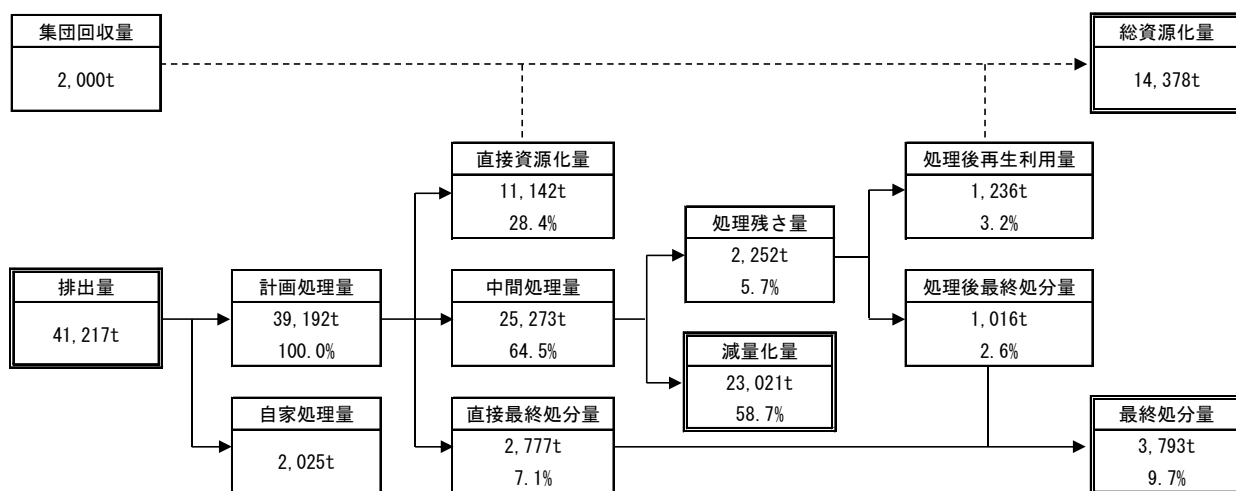 集団回収量
2,000t
総資源化量
14,378t
直接資源化量
11,142t
28.4%
処理後再生利用量
1,236t
3.2%
処理残さ量
2,252t
5.7%
排出量
41,217t
計画処理量
39,192t
100.0%
中間処理量
25,273t
64.5%
処理後最終処分量
1,016t
2.6%
減量化量
23,021t
58.7%
自家処理量
2,025t
直接最終処分量
2,777t
7.1%
最終処分量
3,793t
9.7%